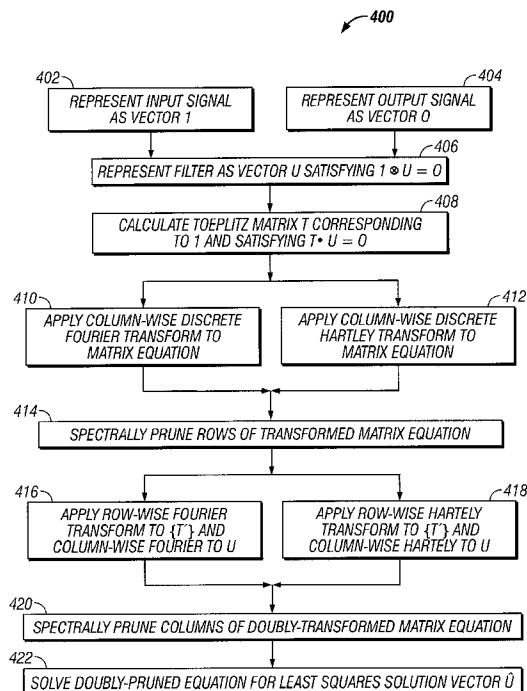 400
402
REPRESENT INPUT SIGNAL
AS VECTOR 1
404
REPRESENT OUTPUT SIGNAL
AS VECTOR O
406
REPRESENT FILTER AS VECTOR U SATISFYING 1 ⊗ U = O
408
CALCULATE TOEPLITZ MATRIX T CORRESPONDING
TO 1 AND SATISFYING T• U = O
410
APPLY COLUMN-WISE DISCRETE
FOURIER TRANSFORM TO
MATRIX EQUATION
412
APPLY COLUMN-WISE DISCRETE
HARTLEY TRANSFORM TO
MATRIX EQUATION
414
SPECTRALLY PRUNE ROWS OF TRANSFORMED MATRIX EQUATION
416
APPLY ROW-WISE FOURIER
TRANSFORM TO {T'} AND
COLUMN-WISE FOURIER TO U
418
APPLY ROW-WISE HARTELY
TRANSFORM TO {T'} AND
COLUMN-WISE HARTELY TO U
420
SPECTRALLY PRUNE COLUMNS OF DOUBLY-TRANSFORMED MATRIX EQUATION
422
SOLVE DOUBLY-PRUNED EQUATION FOR LEAST SQUARES SOLUTION VECTOR Û